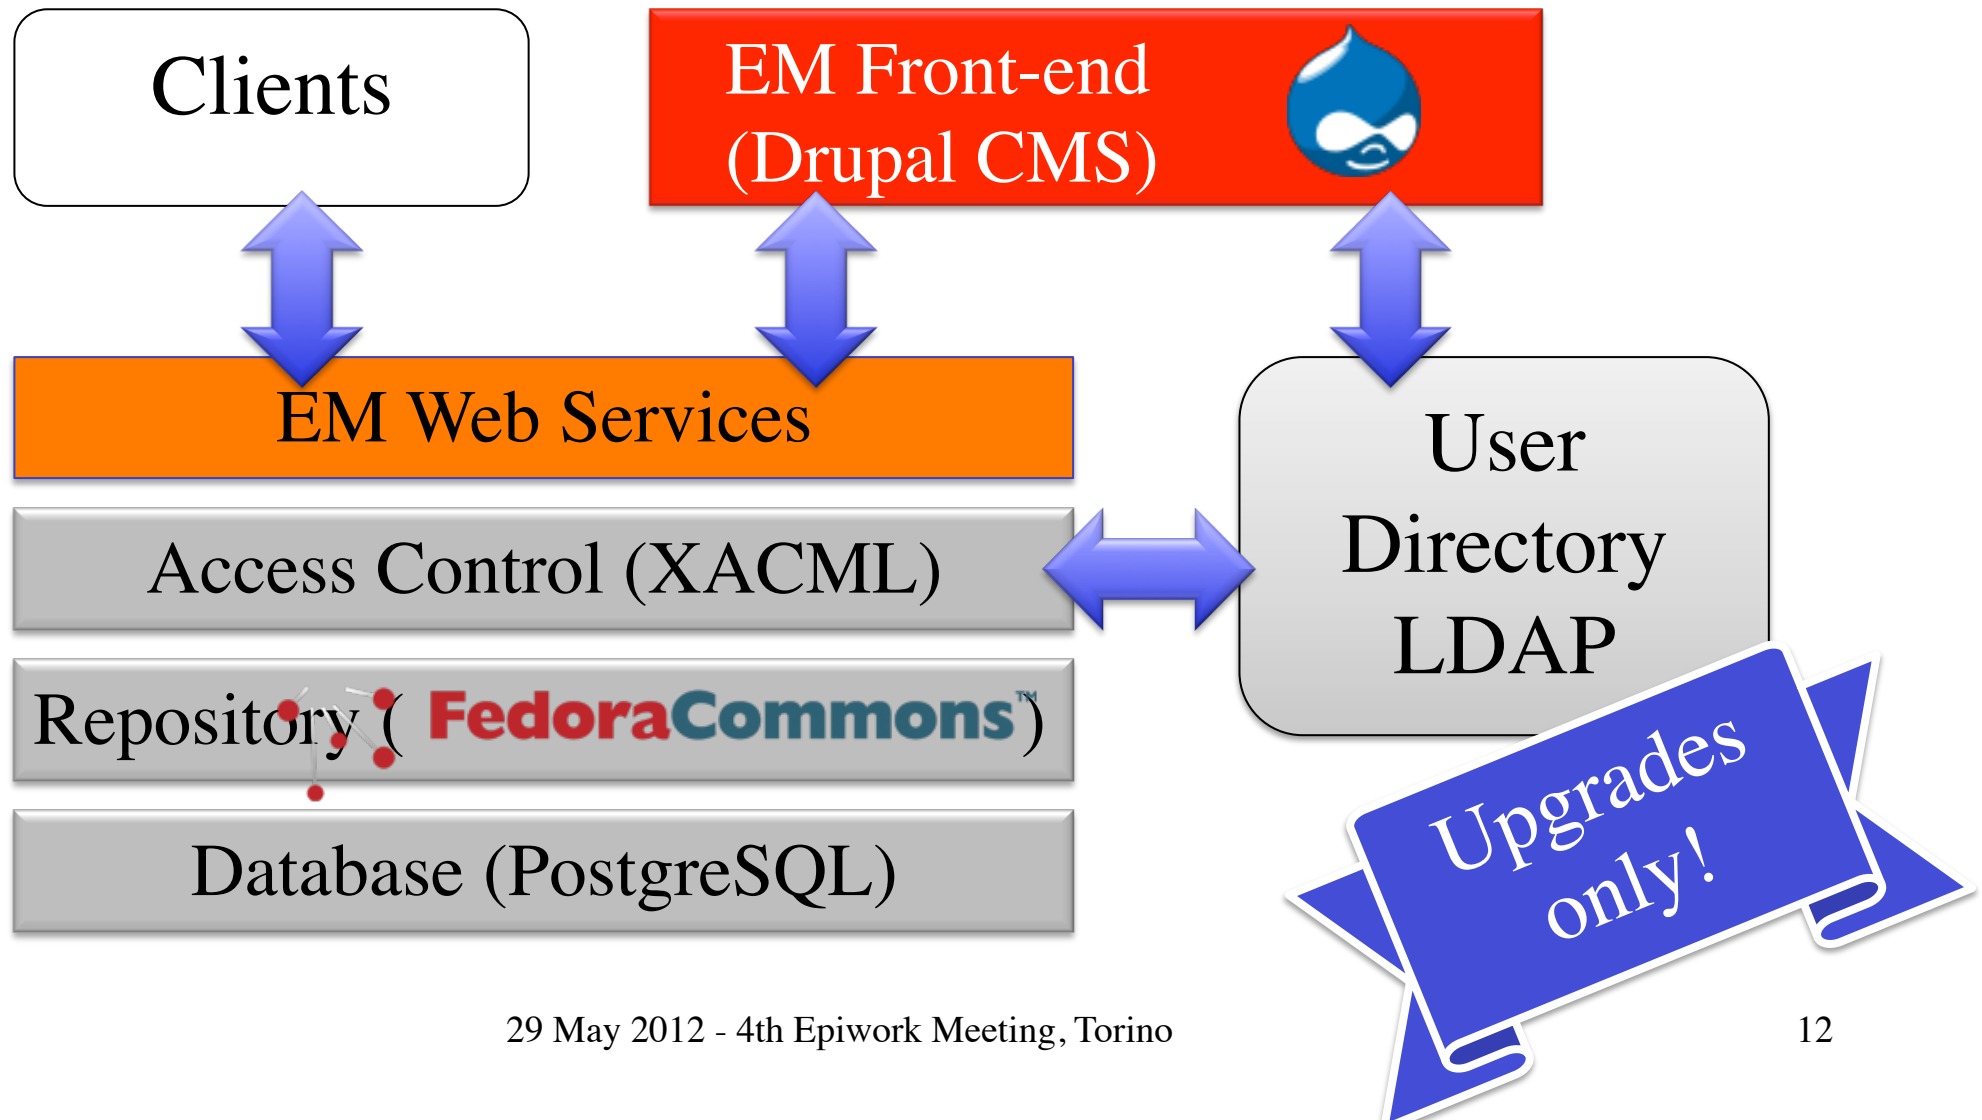 Clients
EM Front-end
(Drupal CMS)
EM Web Services
Access Control (XACML)
User
Directory
LDAP
Repository ( FedoraCommons™)
Database (PostgreSQL)
Upgrades
only!
29 May 2012 - 4th Epiwork Meeting, Torino
12